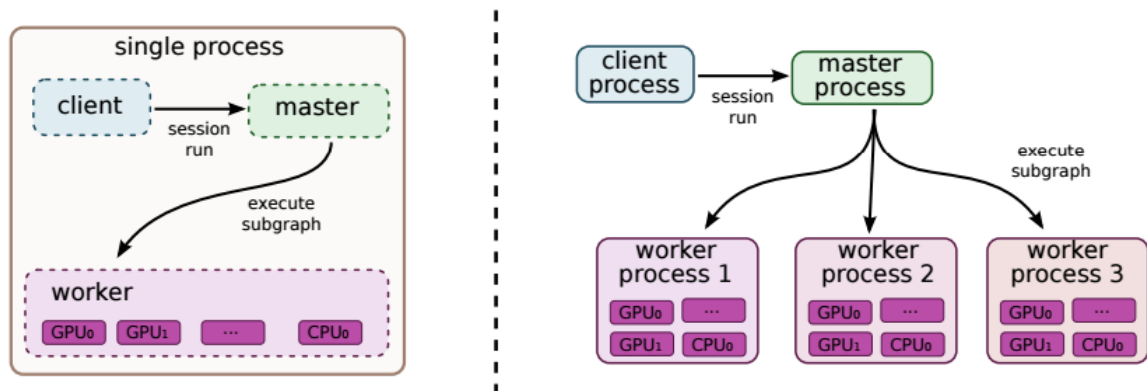 single process
client
master
session
run
execute
subgraph
worker
GPU₀ GPU₁ ... CPU₀
client
process
master
process
session
run
execute
subgraph
worker
process 1
GPU₀ ...
GPU₁ CPU₀
worker
process 2
GPU₀ ...
GPU₁ CPU₀
worker
process 3
GPU₀ ...
GPU₁ CPU₀